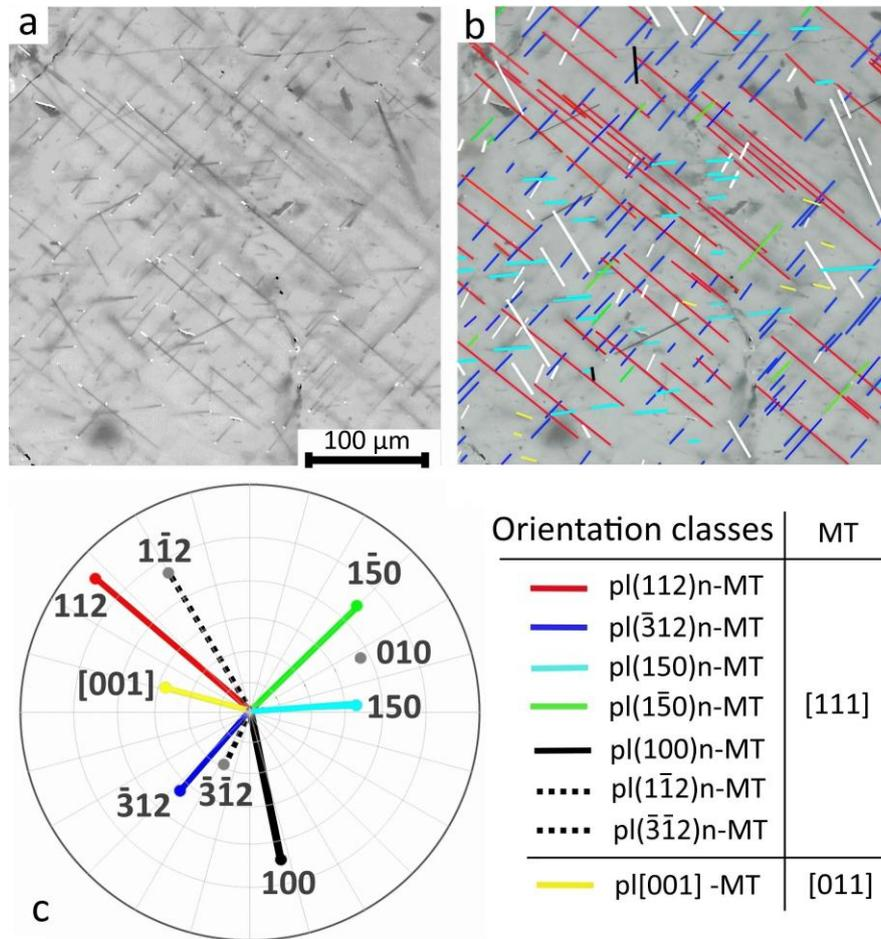 a
b
100 µm
11̄2
112
15̄0
010
[001]
150
3̄12
3̄1̄2
100
c
Orientation classes MT
pl(112)n-MT
pl(3̄12)n-MT
pl(150)n-MT
pl(15̄0)n-MT
[111]
pl(100)n-MT
pl(11̄2)n-MT
pl(3̄1̄2)n-MT
pl[001] -MT [011]